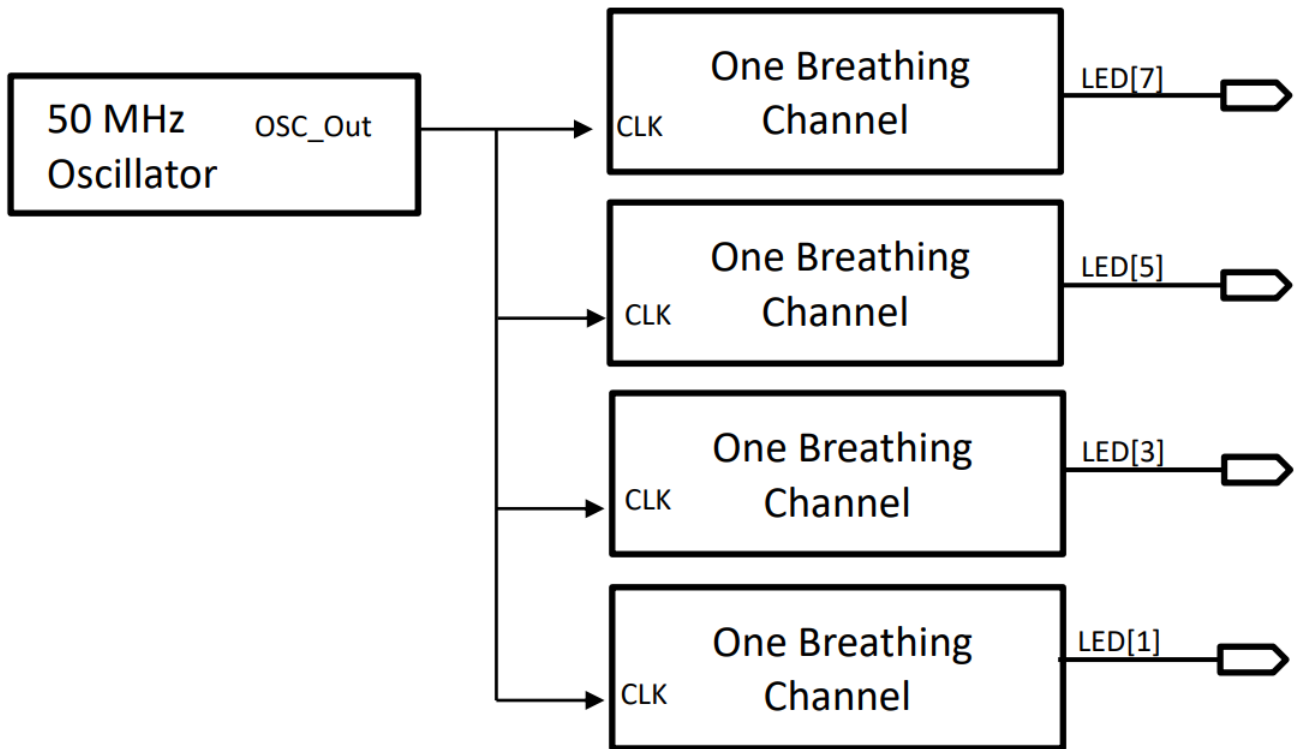 50 MHz
Oscillator
OSC_Out
One Breathing
Channel
CLK
LED[7]
One Breathing
Channel
CLK
LED[5]
One Breathing
Channel
CLK
LED[3]
One Breathing
Channel
CLK
LED[1]